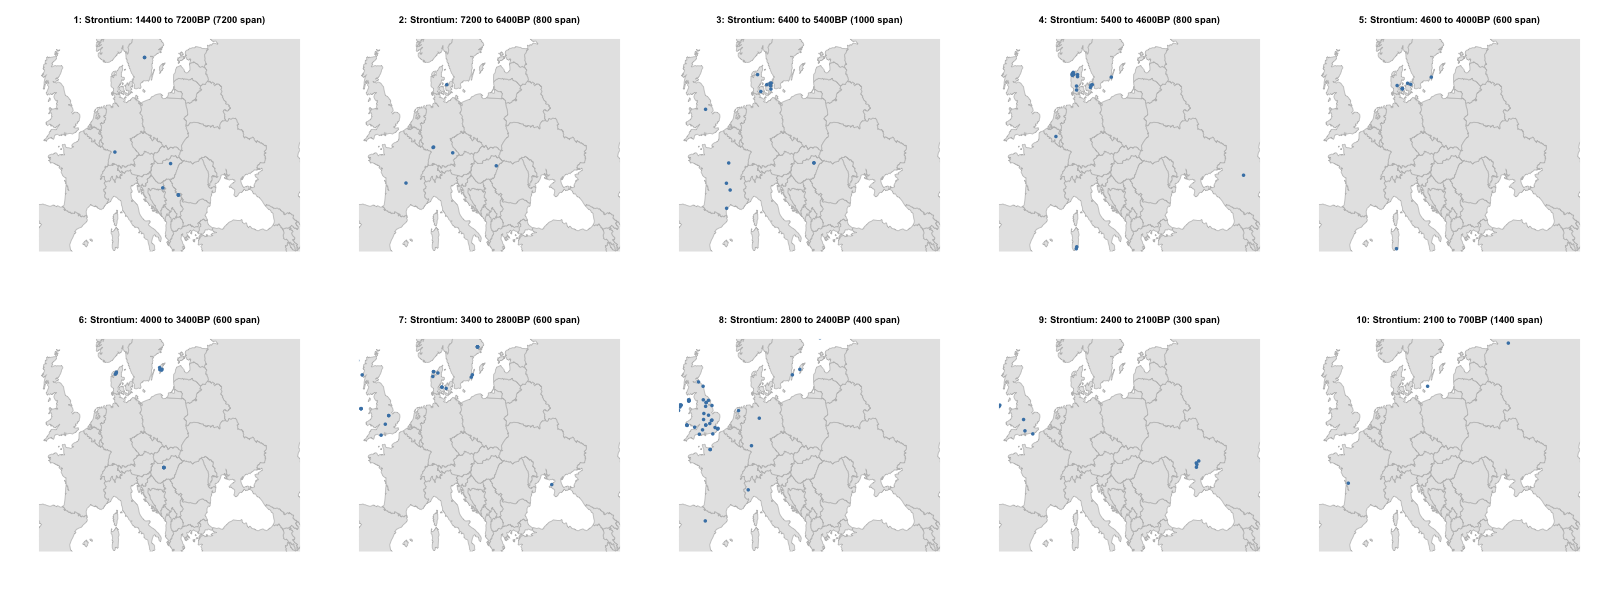 1: Strontium: 14400 to 7200BP (7200 span)
2: Strontium: 7200 to 6400BP (800 span)
3: Strontium: 6400 to 5400BP (1000 span)
4: Strontium: 5400 to 4600BP (800 span)
5: Strontium: 4600 to 4000BP (600 span)
6: Strontium: 4000 to 3400BP (600 span)
7: Strontium: 3400 to 2800BP (600 span)
8: Strontium: 2800 to 2400BP (400 span)
9: Strontium: 2400 to 2100BP (300 span)
10: Strontium: 2100 to 700BP (1400 span)